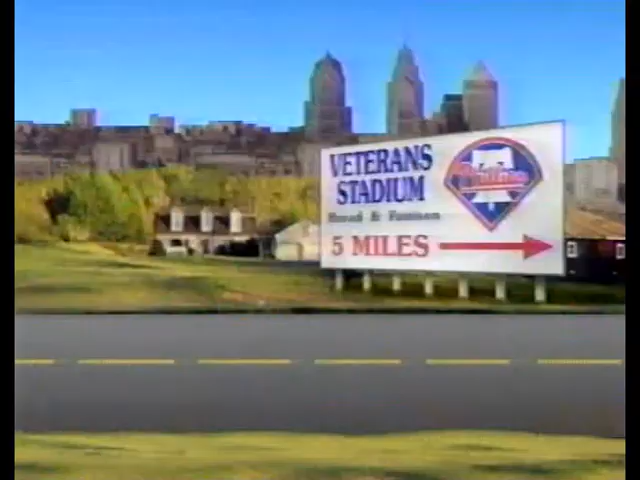 VETERANS
STADIUM
Phillies
Broad & Pattison
5 MILES